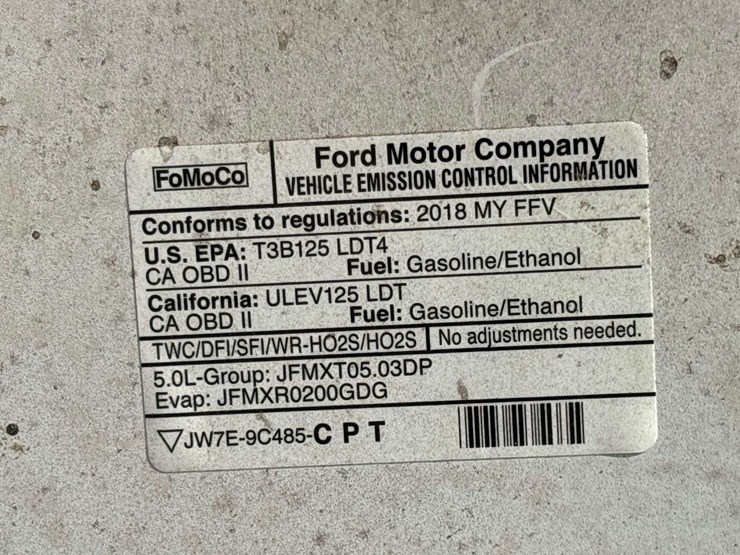 FoMoCo
Ford Motor Company
VEHICLE EMISSION CONTROL INFORMATION
Conforms to regulations: 2018 MY FFV
U.S. EPA: T3B125 LDT4
CA OBD II Fuel: Gasoline/Ethanol
California: ULEV125 LDT
CA OBD II Fuel: Gasoline/Ethanol
TWC/DFI/SFI/WR-HO2S/HO2S No adjustments needed.
5.0L-Group: JFMXT05.03DP
Evap: JFMXR0200GDG
▽JW7E-9C485-C P T